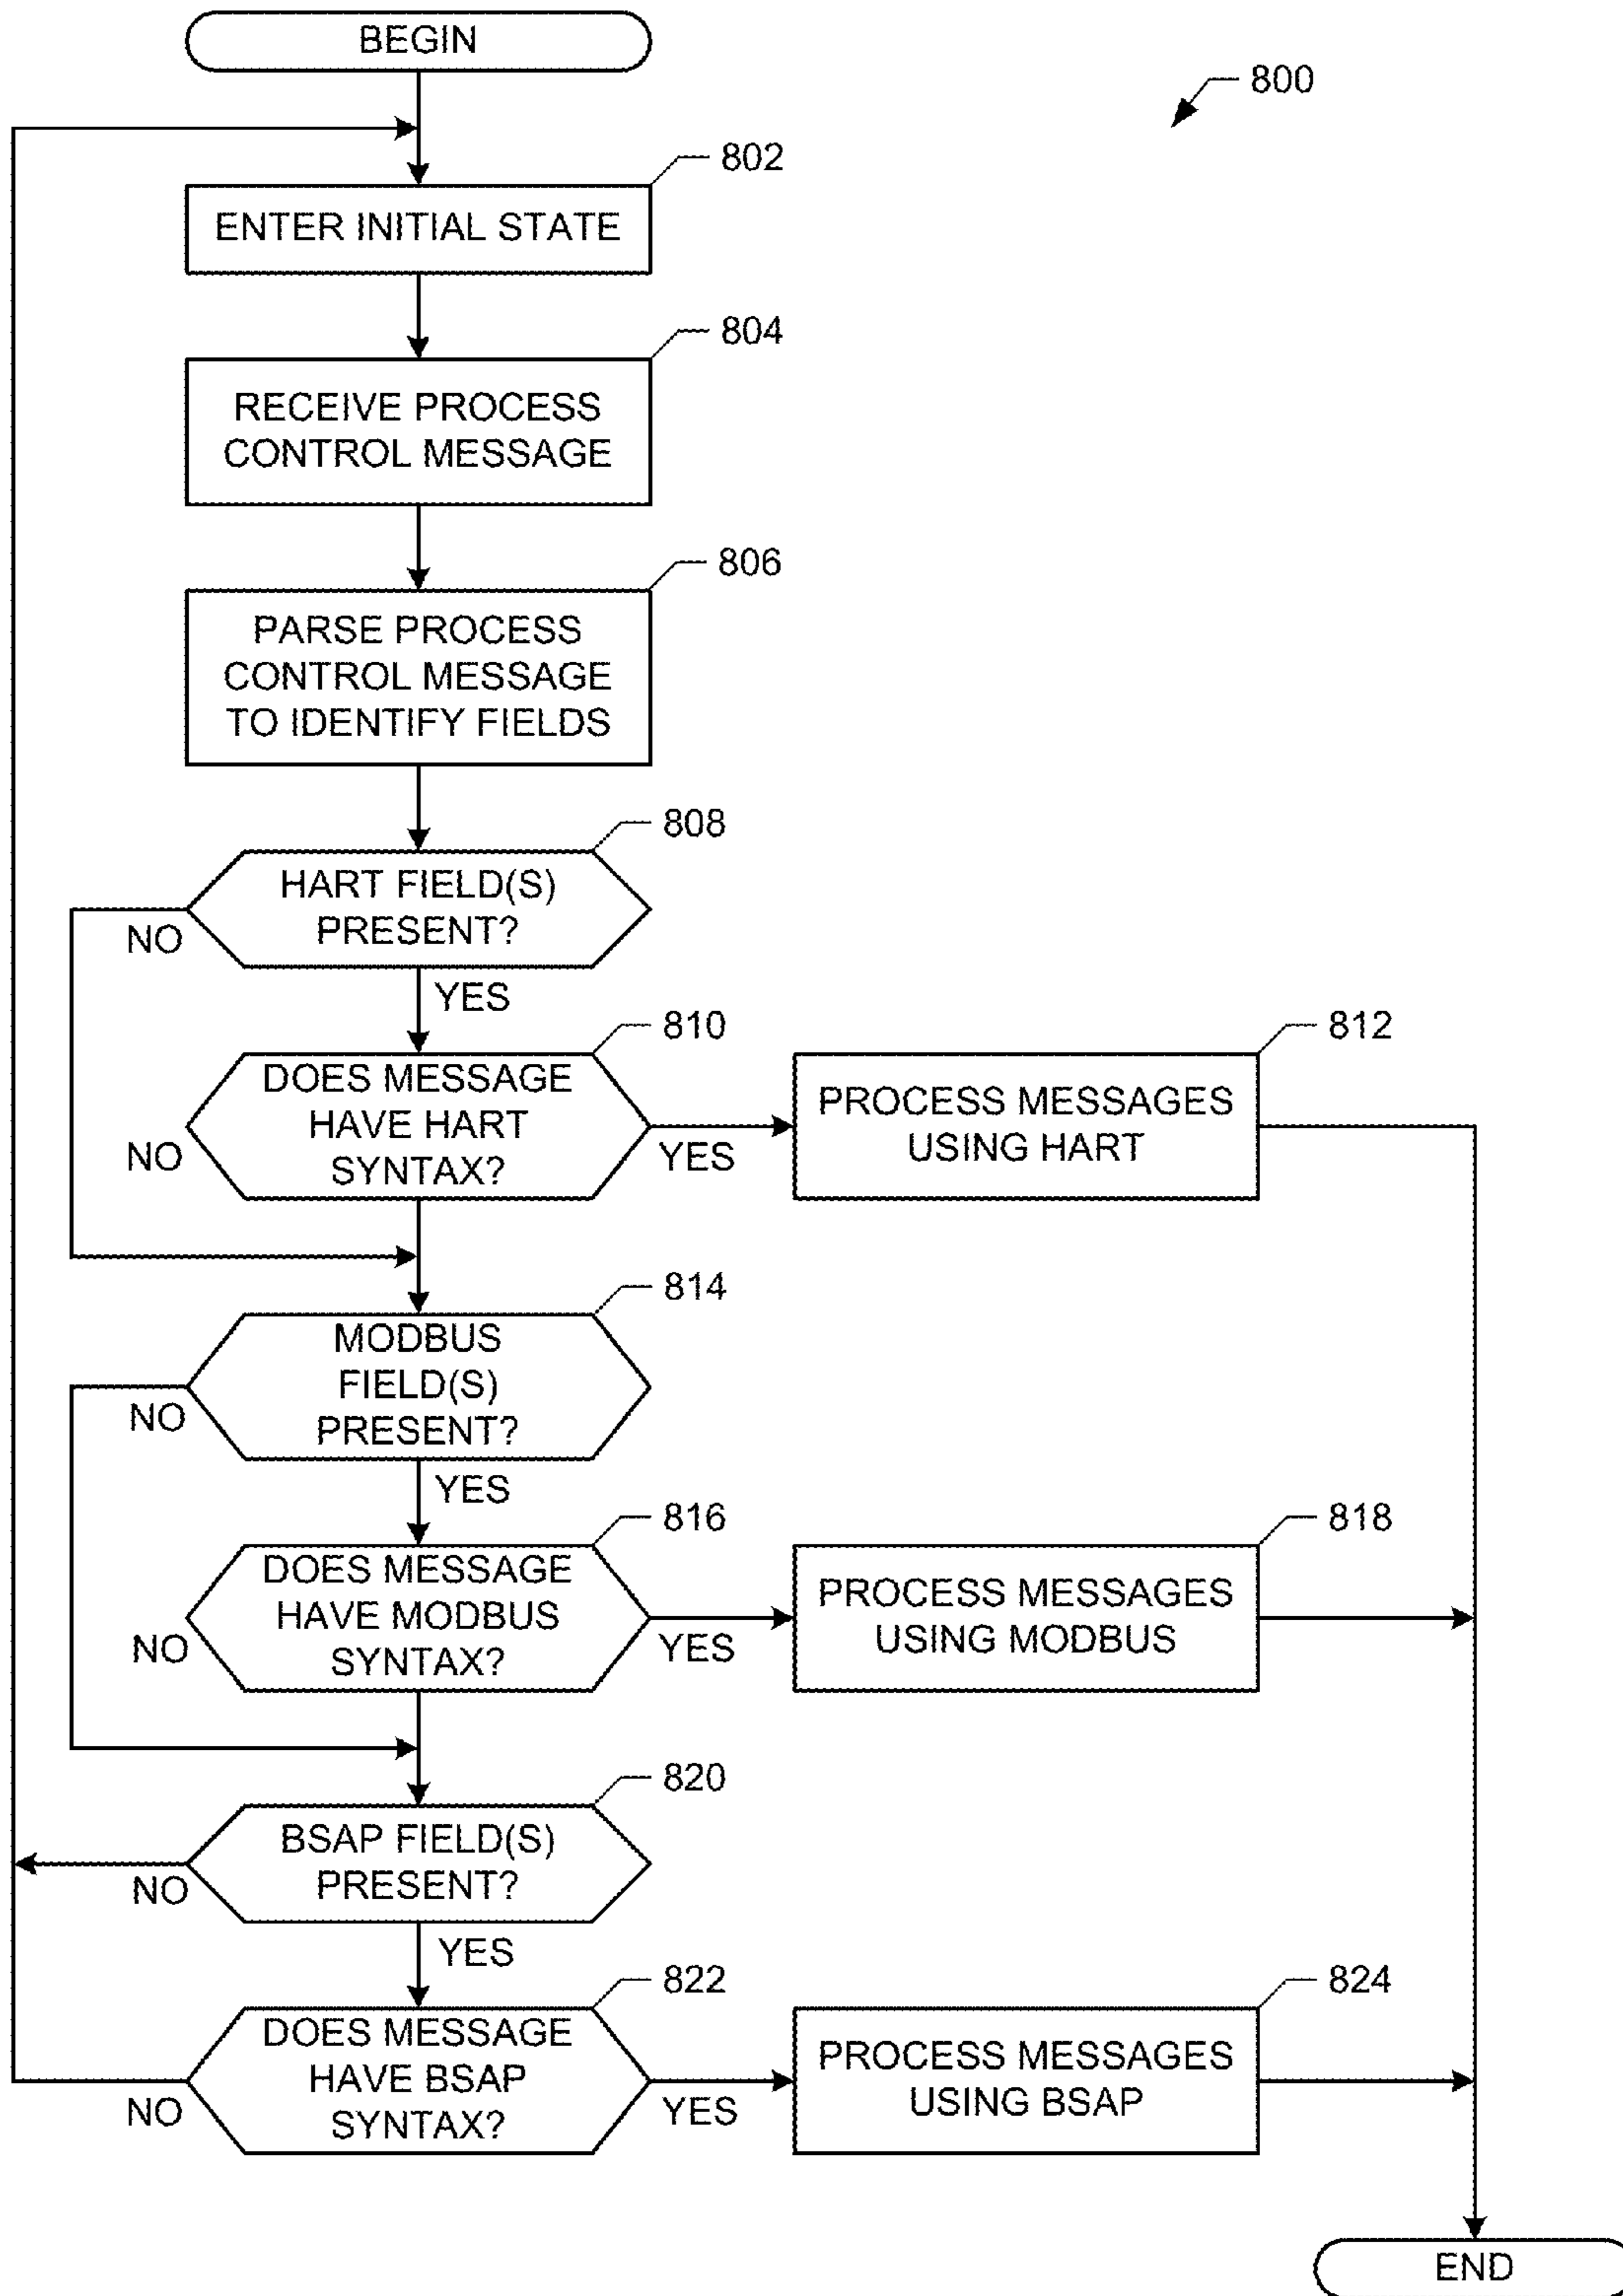 BEGIN
800
802
ENTER INITIAL STATE
804
RECEIVE PROCESS
CONTROL MESSAGE
806
PARSE PROCESS
CONTROL MESSAGE
TO IDENTIFY FIELDS
808
HART FIELD(S)
PRESENT?
NO
YES
810
DOES MESSAGE
HAVE HART
SYNTAX?
NO
YES
812
PROCESS MESSAGES
USING HART
814
MODBUS
FIELD(S)
PRESENT?
NO
YES
816
DOES MESSAGE
HAVE MODBUS
SYNTAX?
NO
YES
818
PROCESS MESSAGES
USING MODBUS
820
BSAP FIELD(S)
PRESENT?
NO
YES
822
DOES MESSAGE
HAVE BSAP
SYNTAX?
NO
YES
824
PROCESS MESSAGES
USING BSAP
END